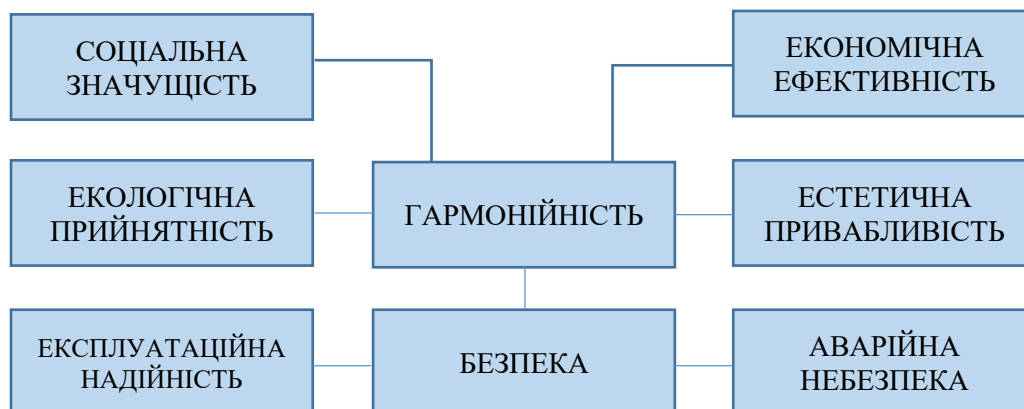 СОЦІАЛЬНА
ЗНАЧУЩІСТЬ
ЕКОНОМІЧНА
ЕФЕКТИВНІСТЬ
ЕКОЛОГІЧНА
ПРИЙНЯТНІСТЬ
ГАРМОНІЙНІСТЬ
ЕСТЕТИЧНА
ПРИВАБЛИВІСТЬ
ЕКСПЛУАТАЦІЙНА
НАДІЙНІСТЬ
БЕЗПЕКА
АВАРІЙНА
НЕБЕЗПЕКА